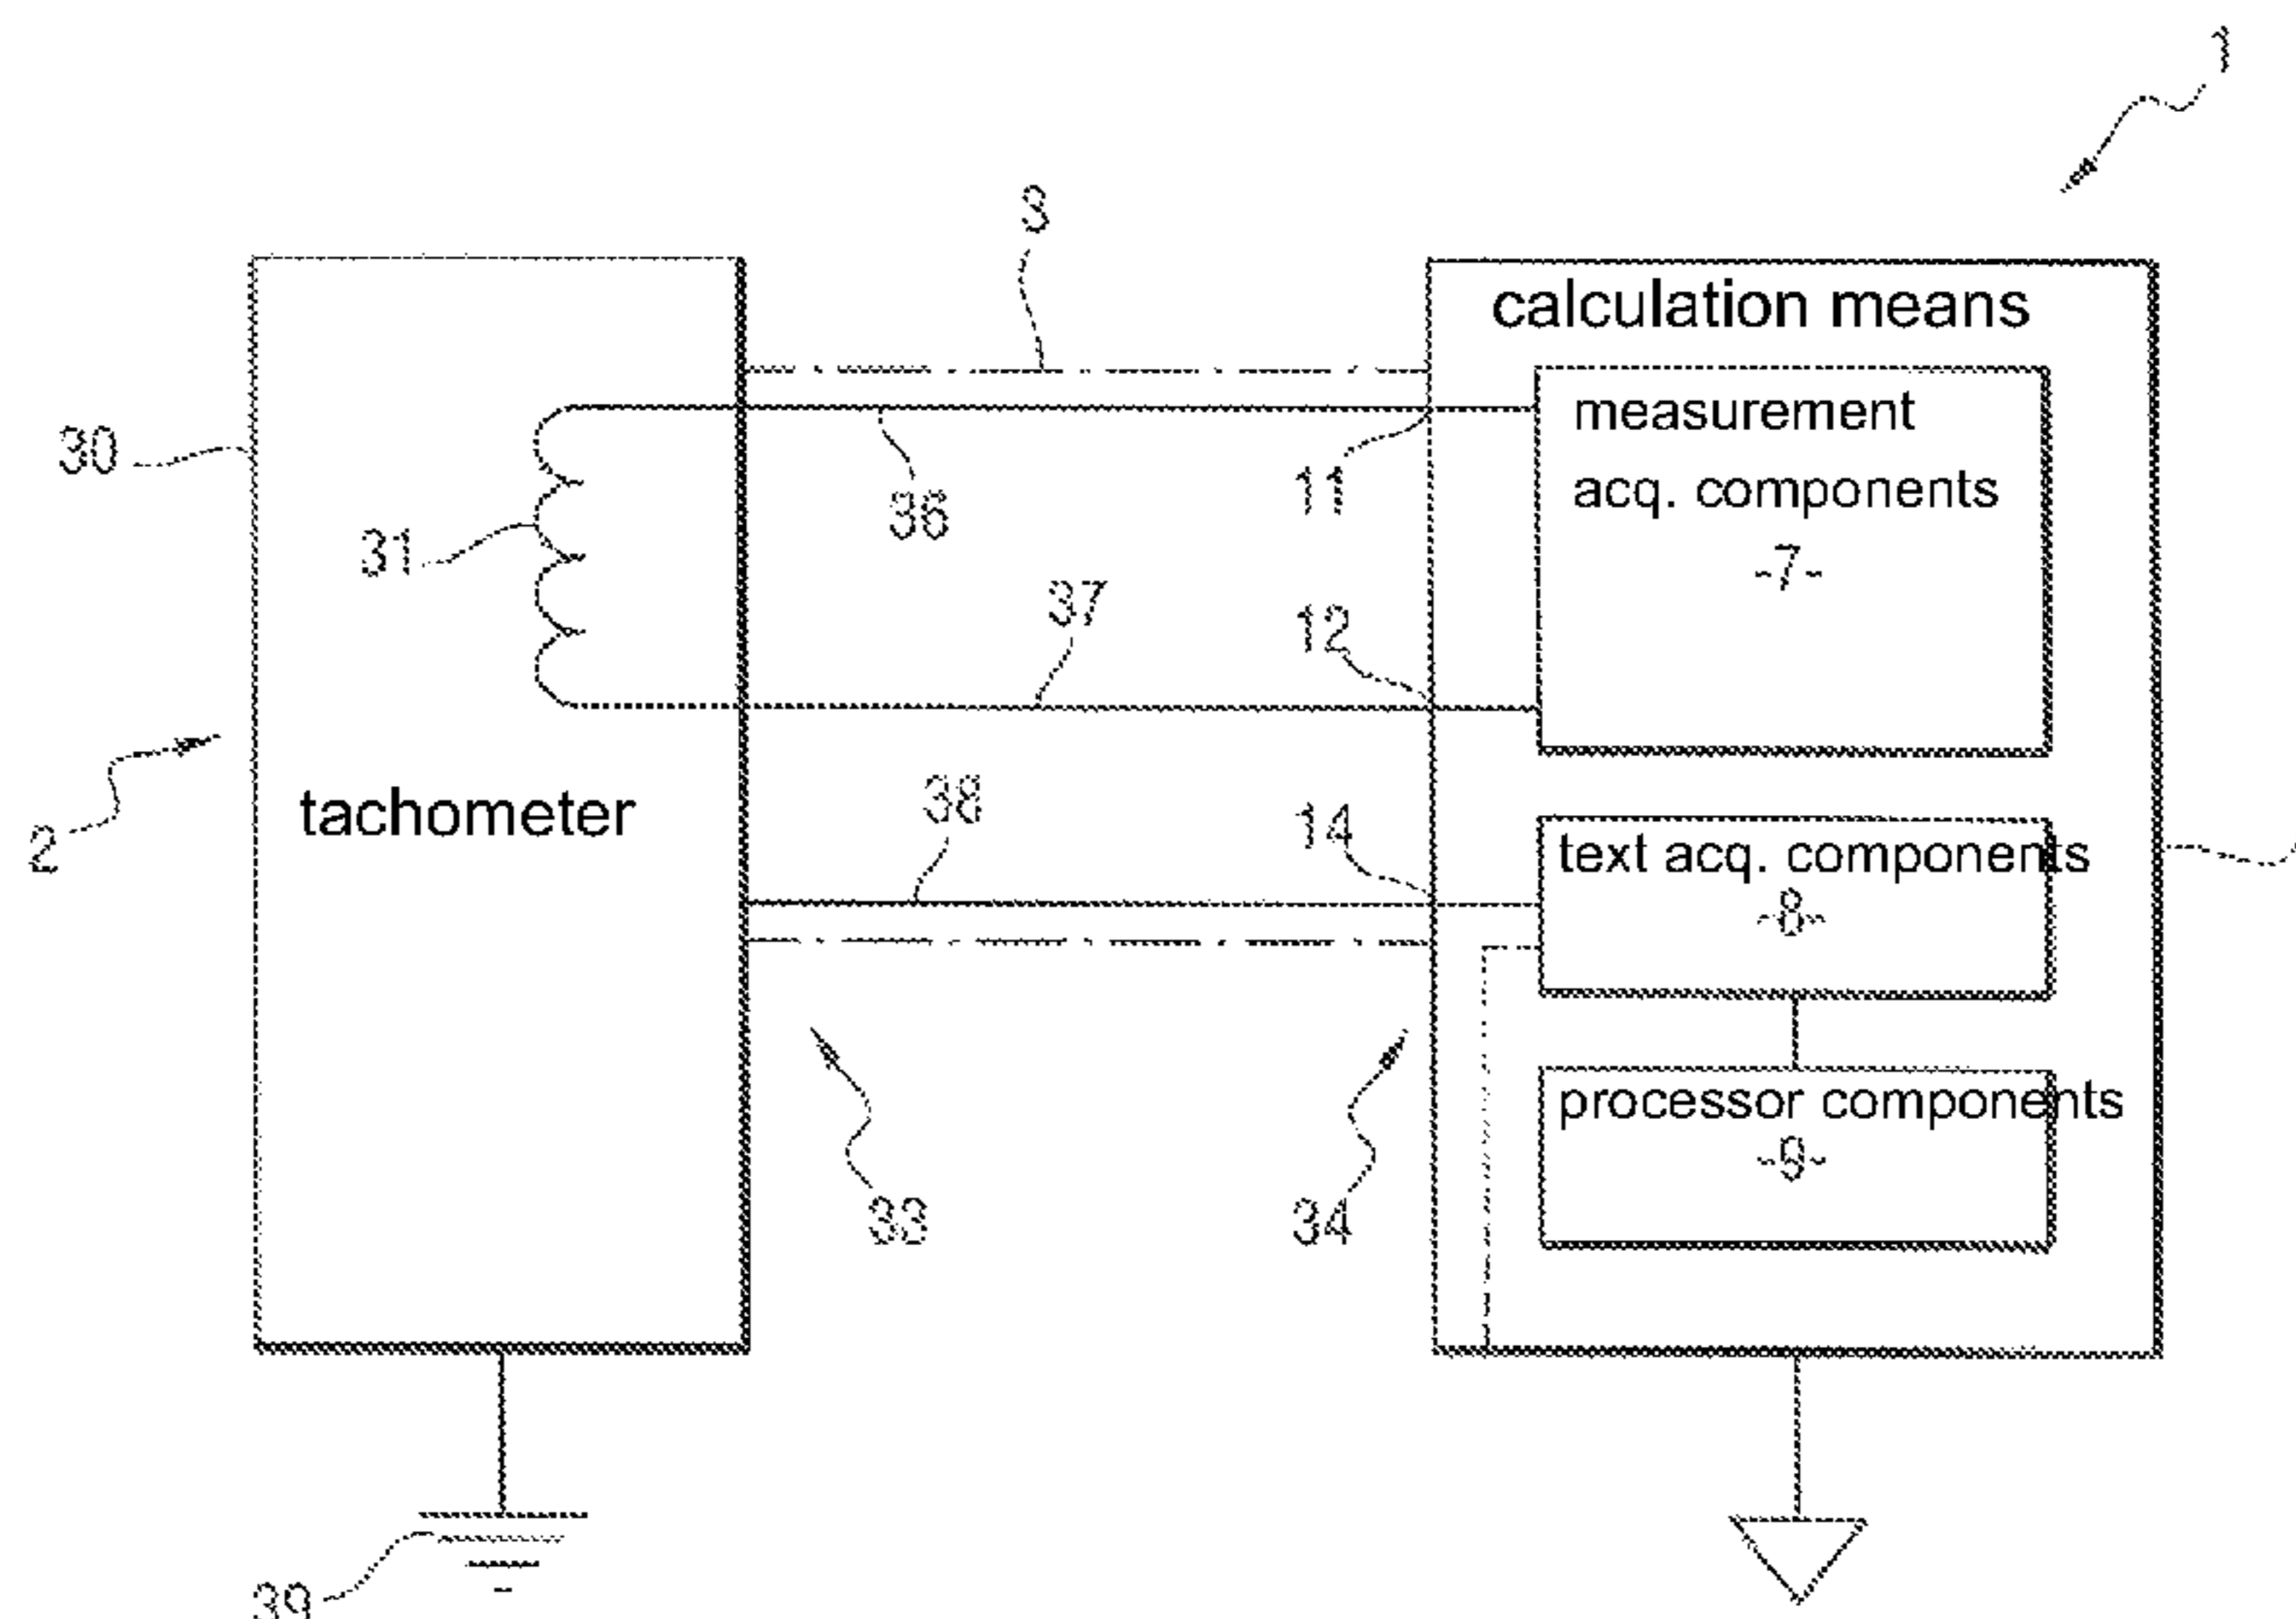 1
3
calculation means
measurement
acq. components
-7-
30
31
36
11
37
12
2
tachometer
38
14
text acq. components
-8-
processor components
-9-
33
34
39